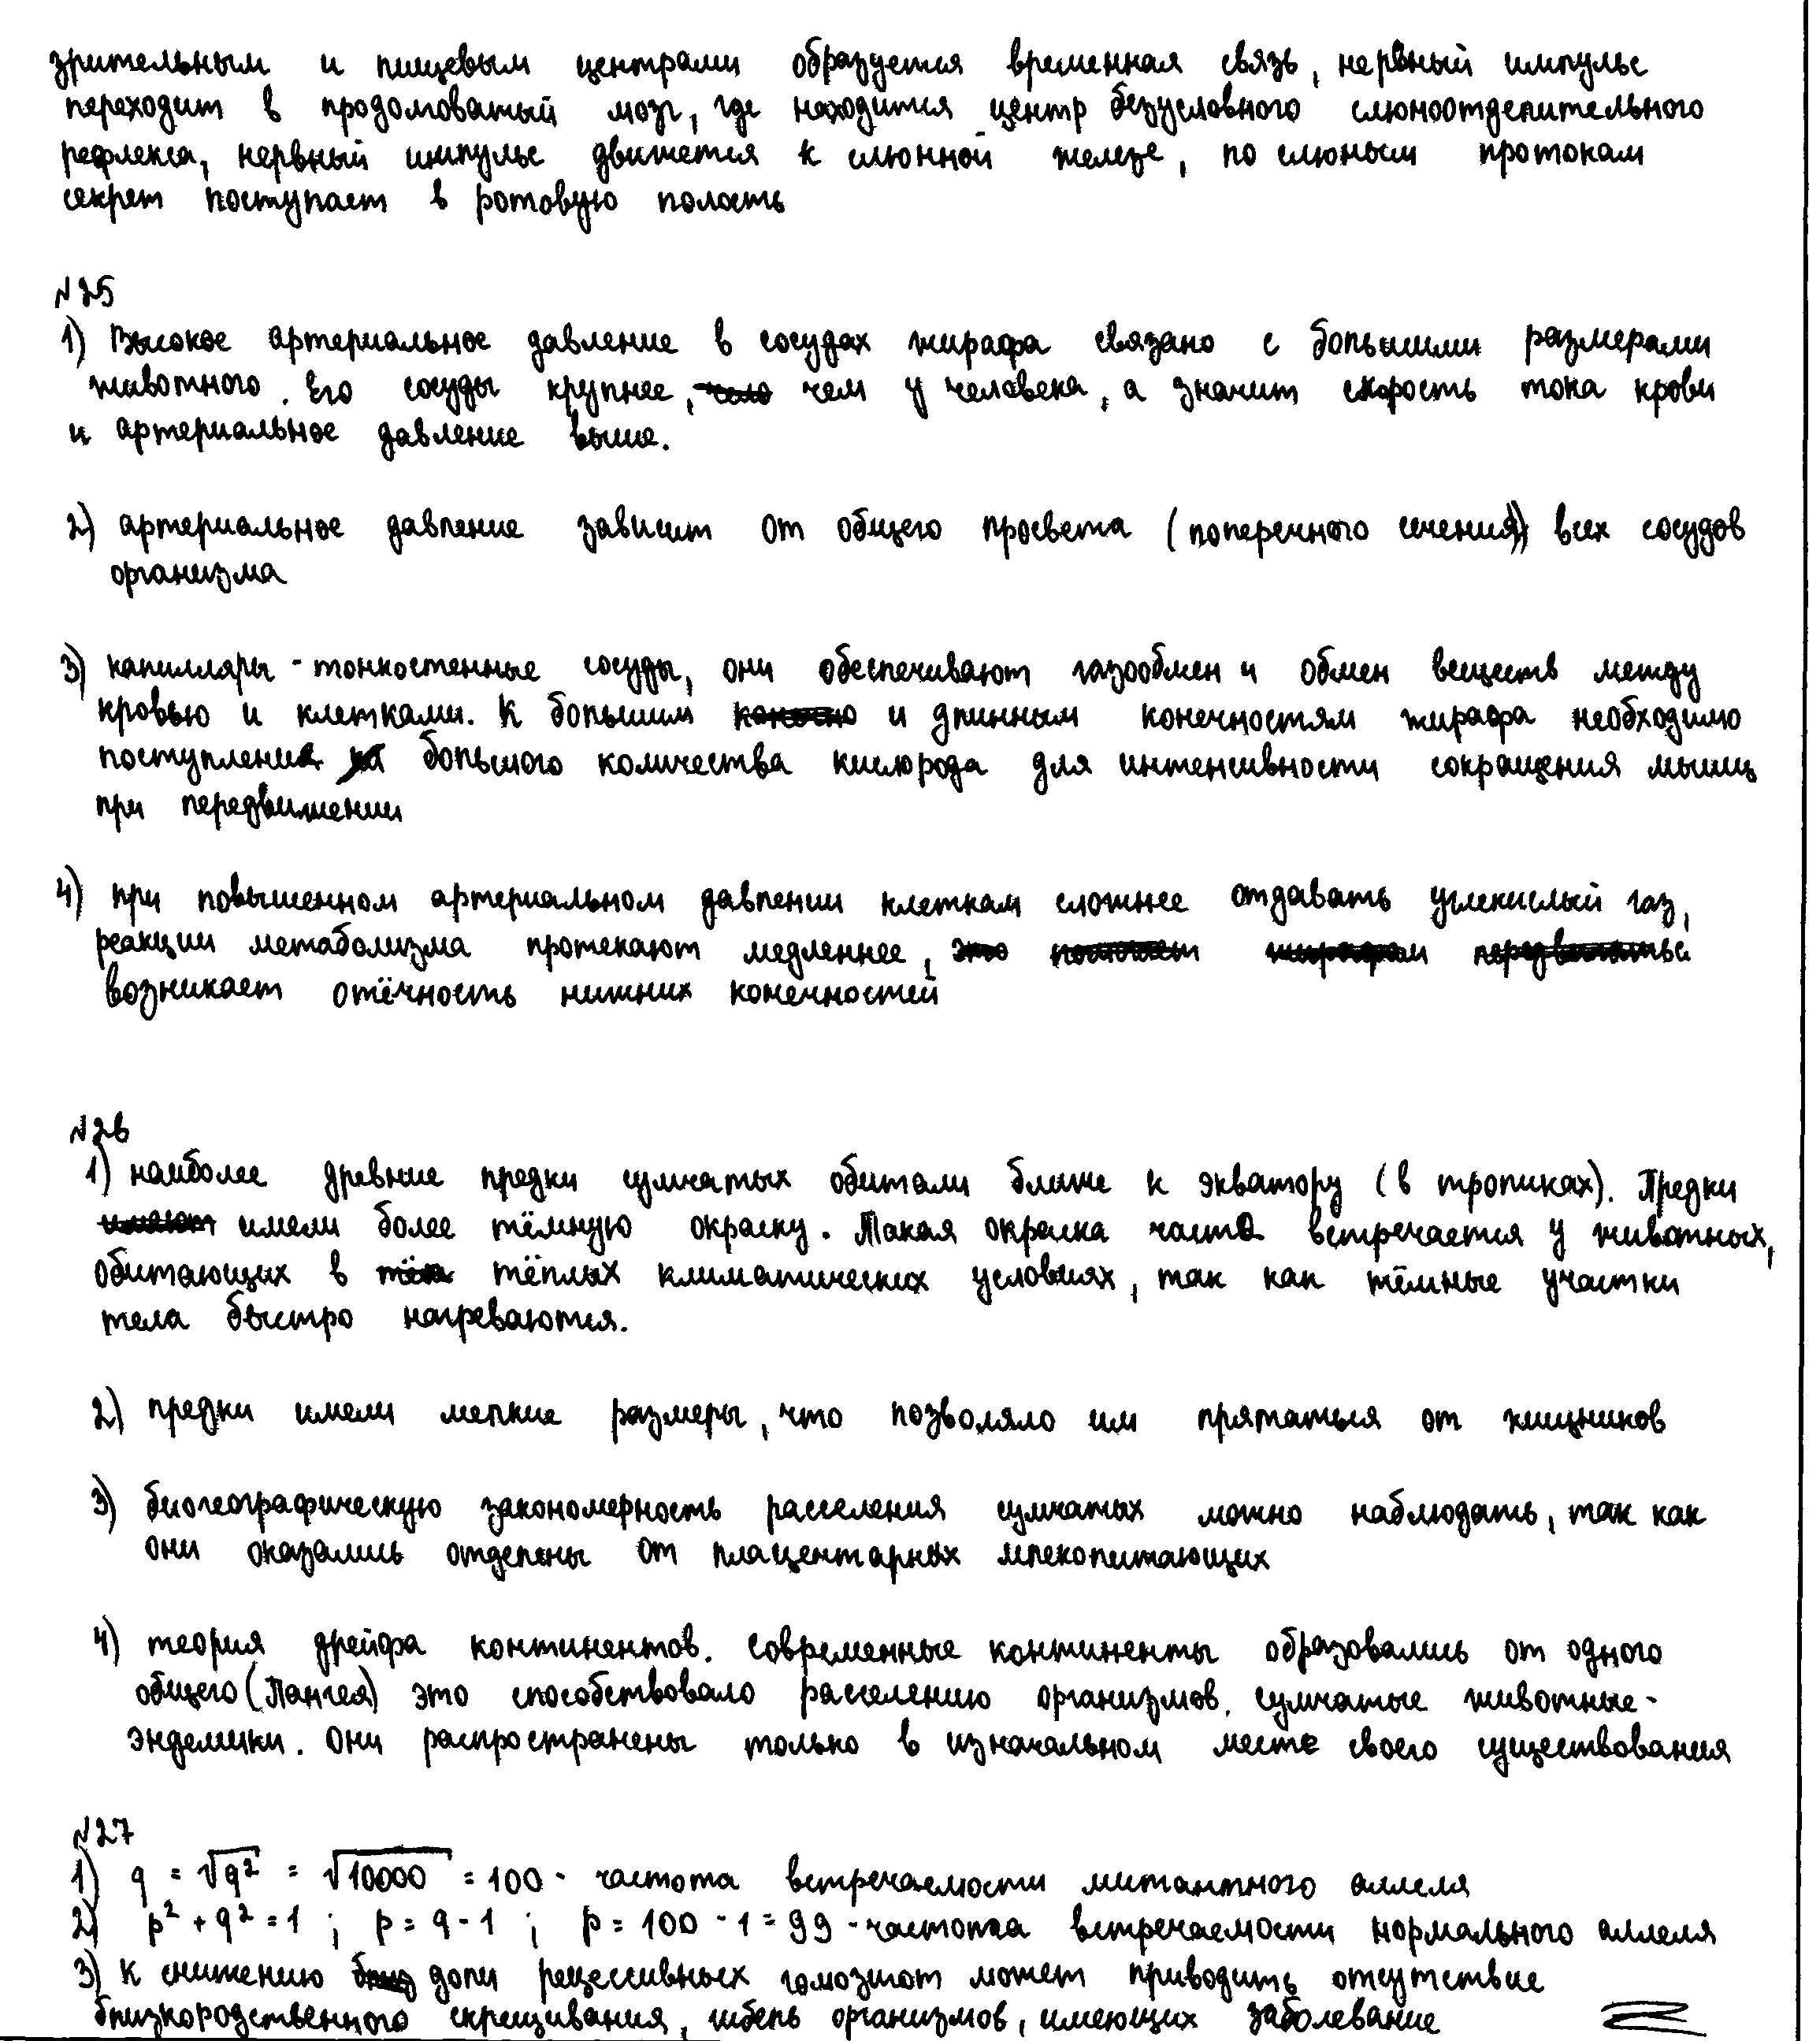 зрительным и пищевым центрами образуется временная связь, нервный импульс
переходит в продолговатый мозг, где находится центр безусловного слюноотделительного
рефлекса, нервный импульс движется к слюнной железе, по слюным протокам
секрет поступает в ротовую полость
№25
1) Высокое артериальное давление в сосудах жирафа связано с большими размерами
животного. Его сосуды крупнее, чем у человека, а значит скорость тока крови
и артериальное давление выше.
2) артериальное давление зависит от общего просвета (поперечного сечения) всех сосудов
организма
3) капилляры - тонкостенные сосуды, они обеспечивают газообмен и обмен веществ между
кровью и клетками. К большим и длинным конечностям жирафа необходимо
поступление большого количества кислорода для интенсивности сокращения мышц
при передвижении
4) при повышенном артериальном давлении клеткам сложнее отдавать углекислый газ,
реакции метаболизма протекают медленнее,
возникает отёчность нижних конечностей
№26
1) наиболее древние предки сумчатых обитали ближе к экватору (в тропиках). Предки
имели более тёмную окраску. Такая окраска часто встречается у животных,
обитающих в тёплых климатических условиях, так как тёмные участки
тела быстро нагреваются.
2) предки имели мелкие размеры, что позволяло им прятаться от хищников
3) биогеографическую закономерность расселения сумчатых можно наблюдать, так как
они оказались отделены от плацентарных млекопитающих
4) теория дрейфа континентов. современные континенты образовались от одного
общего (Пангея) это способствовало расселению организмов. сумчатые животные -
эндемики. Они распространены только в изначальном месте своего существования
№27
1) q = √q² = √10000 = 100 - частота встречаемости мутантного аллеля
2) p² + q² = 1 ; p = q - 1 ; p = 100 - 1 = 99 - частота встречаемости нормального аллеля
3) к снижению доли рецессивных гомозигот может приводить отсутствие
близкородственного скрещивания, гибель организмов, имеющих заболевание